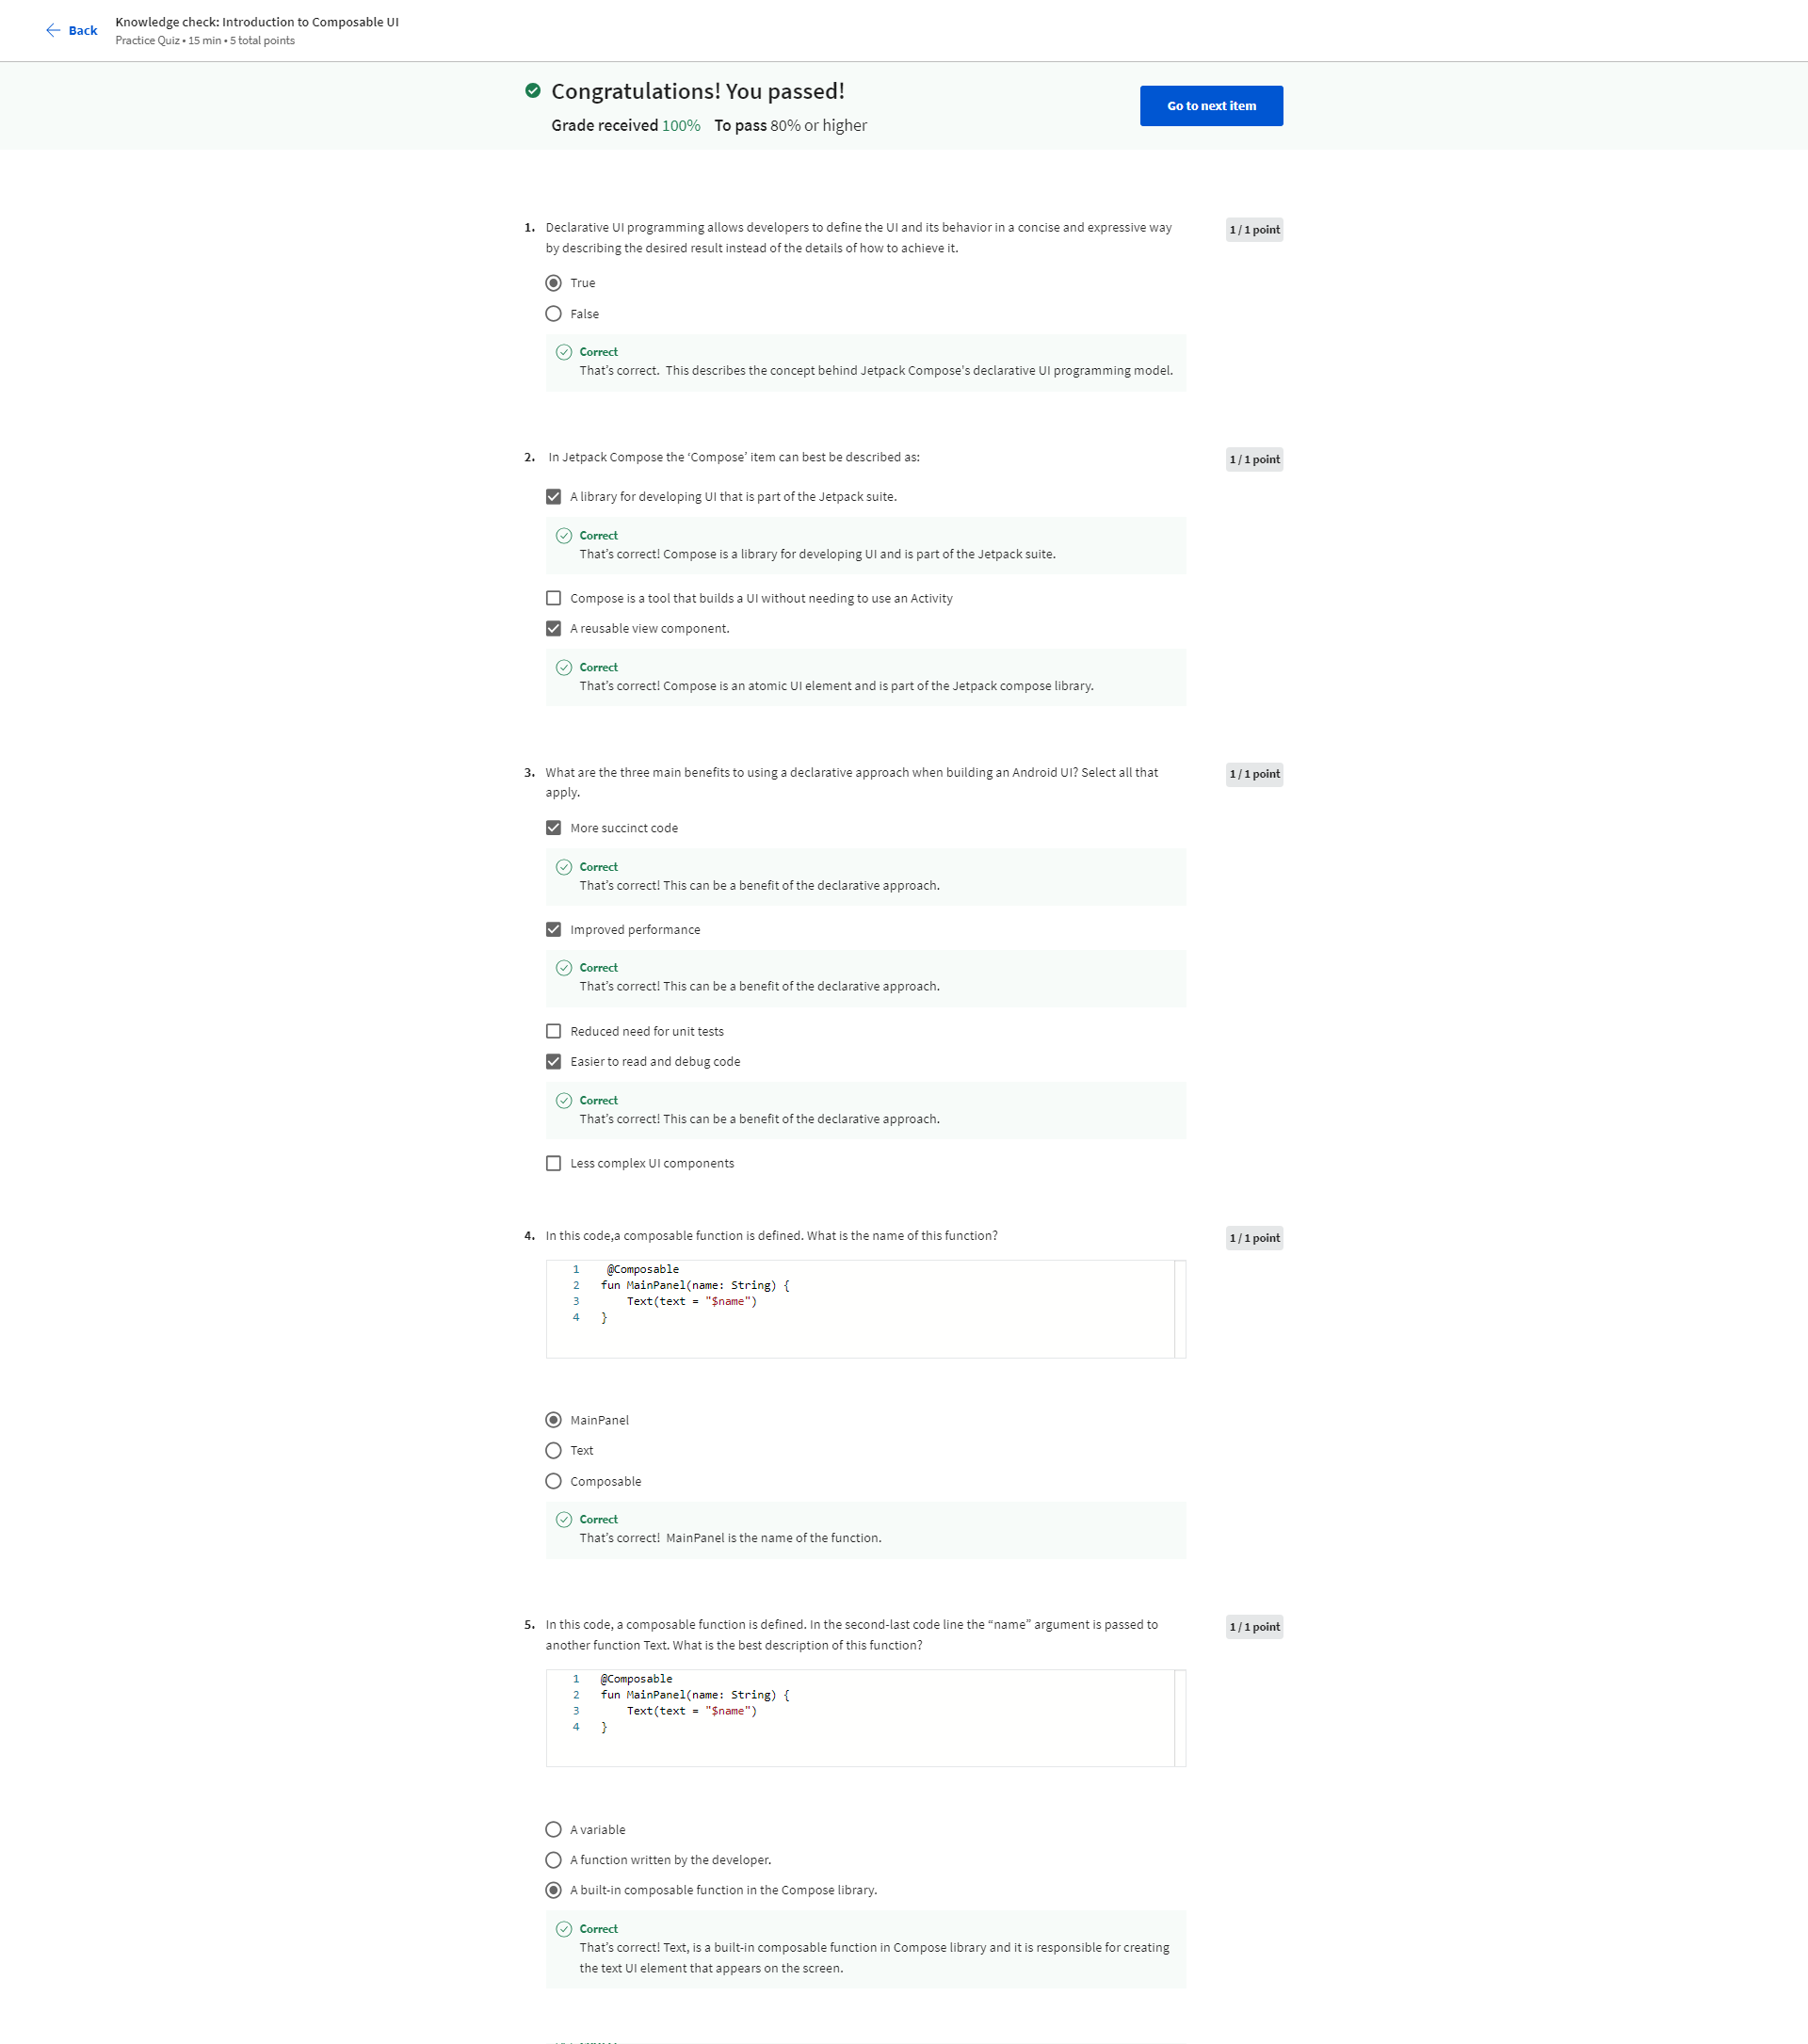 Back
Knowledge check: Introduction to Composable UI
Practice Quiz • 15 min • 5 total points
Congratulations! You passed!
Grade received 100% To pass 80% or higher
Go to next item
1. Declarative UI programming allows developers to define the UI and its behavior in a concise and expressive way
by describing the desired result instead of the details of how to achieve it.
1 / 1 point
True
False
Correct
That's correct. This describes the concept behind Jetpack Compose's declarative UI programming model.
2. In Jetpack Compose the ‘Compose’ item can best be described as:
1 / 1 point
A library for developing UI that is part of the Jetpack suite.
Correct
That's correct! Compose is a library for developing UI and is part of the Jetpack suite.
Compose is a tool that builds a UI without needing to use an Activity
A reusable view component.
Correct
That's correct! Compose is an atomic UI element and is part of the Jetpack compose library.
3. What are the three main benefits to using a declarative approach when building an Android UI? Select all that
apply.
1 / 1 point
More succinct code
Correct
That's correct! This can be a benefit of the declarative approach.
Improved performance
Correct
That's correct! This can be a benefit of the declarative approach.
Reduced need for unit tests
Easier to read and debug code
Correct
That's correct! This can be a benefit of the declarative approach.
Less complex UI components
4. In this code,a composable function is defined. What is the name of this function?
1 / 1 point
1 @Composable
2 fun MainPanel(name: String) {
3 Text(text = "$name")
4 }
MainPanel
Text
Composable
Correct
That's correct! MainPanel is the name of the function.
5. In this code, a composable function is defined. In the second-last code line the “name” argument is passed to
another function Text. What is the best description of this function?
1 / 1 point
1 @Composable
2 fun MainPanel(name: String) {
3 Text(text = "$name")
4 }
A variable
A function written by the developer.
A built-in composable function in the Compose library.
Correct
That's correct! Text, is a built-in composable function in Compose library and it is responsible for creating
the text UI element that appears on the screen.